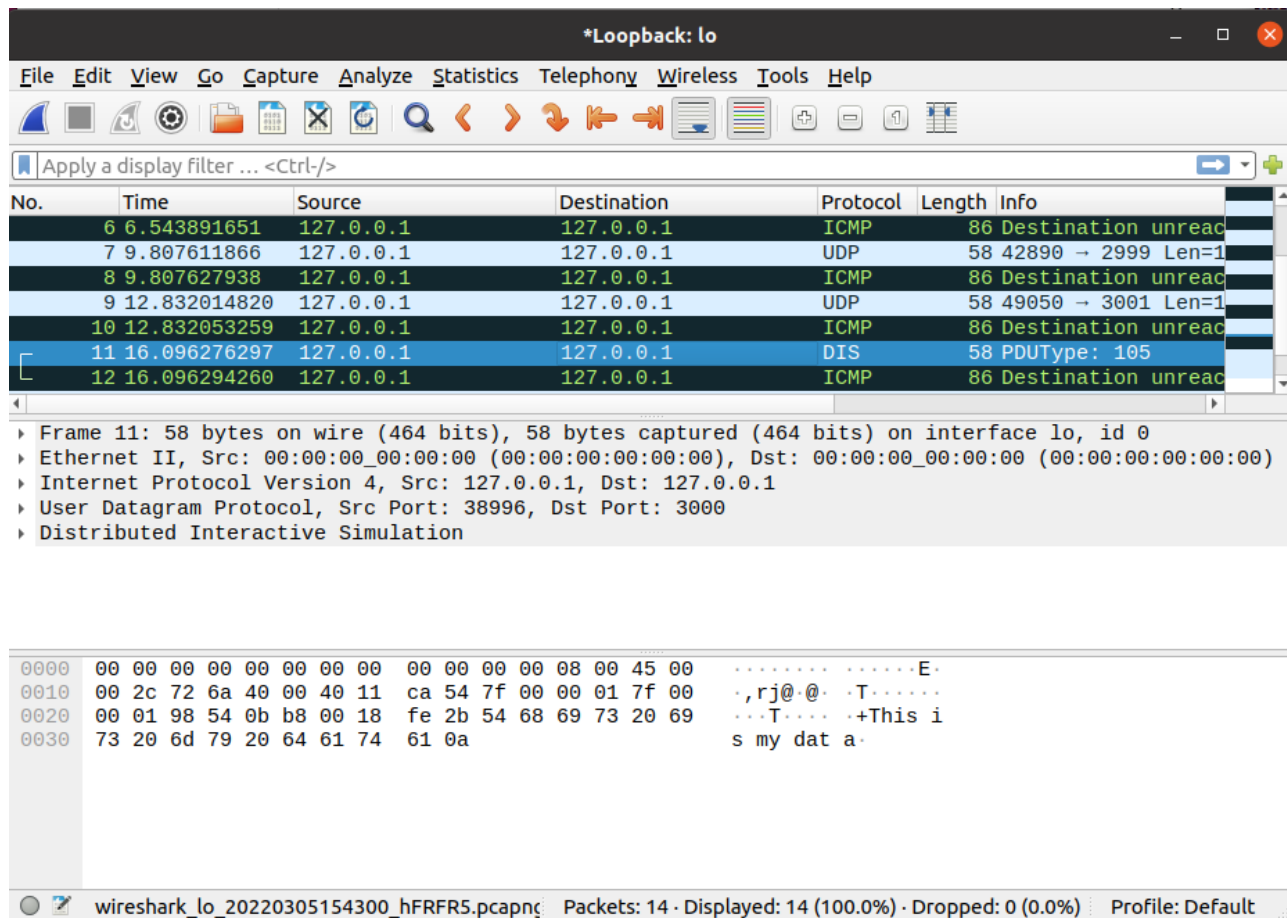 *Loopback: lo
File Edit View Go Capture Analyze Statistics Telephony Wireless Tools Help
Apply a display filter … <Ctrl-/>
No. Time Source Destination Protocol Length Info
6 6.543891651 127.0.0.1 127.0.0.1 ICMP 86 Destination unreac
7 9.807611866 127.0.0.1 127.0.0.1 UDP 58 42890 → 2999 Len=1
8 9.807627938 127.0.0.1 127.0.0.1 ICMP 86 Destination unreac
9 12.832014820 127.0.0.1 127.0.0.1 UDP 58 49050 → 3001 Len=1
10 12.832053259 127.0.0.1 127.0.0.1 ICMP 86 Destination unreac
11 16.096276297 127.0.0.1 127.0.0.1 DIS 58 PDUType: 105
12 16.096294260 127.0.0.1 127.0.0.1 ICMP 86 Destination unreac
Frame 11: 58 bytes on wire (464 bits), 58 bytes captured (464 bits) on interface lo, id 0
Ethernet II, Src: 00:00:00_00:00:00 (00:00:00:00:00:00), Dst: 00:00:00_00:00:00 (00:00:00:00:00:00)
Internet Protocol Version 4, Src: 127.0.0.1, Dst: 127.0.0.1
User Datagram Protocol, Src Port: 38996, Dst Port: 3000
Distributed Interactive Simulation
0000 00 00 00 00 00 00 00 00 00 00 00 00 08 00 45 00 ········ ······E·
0010 00 2c 72 6a 40 00 40 11 ca 54 7f 00 00 01 7f 00 ·,rj@·@· ·T······
0020 00 01 98 54 0b b8 00 18 fe 2b 54 68 69 73 20 69 ···T···· ·+This i
0030 73 20 6d 79 20 64 61 74 61 0a s my dat a·
wireshark_lo_20220305154300_hFRFR5.pcapng Packets: 14 · Displayed: 14 (100.0%) · Dropped: 0 (0.0%) Profile: Default